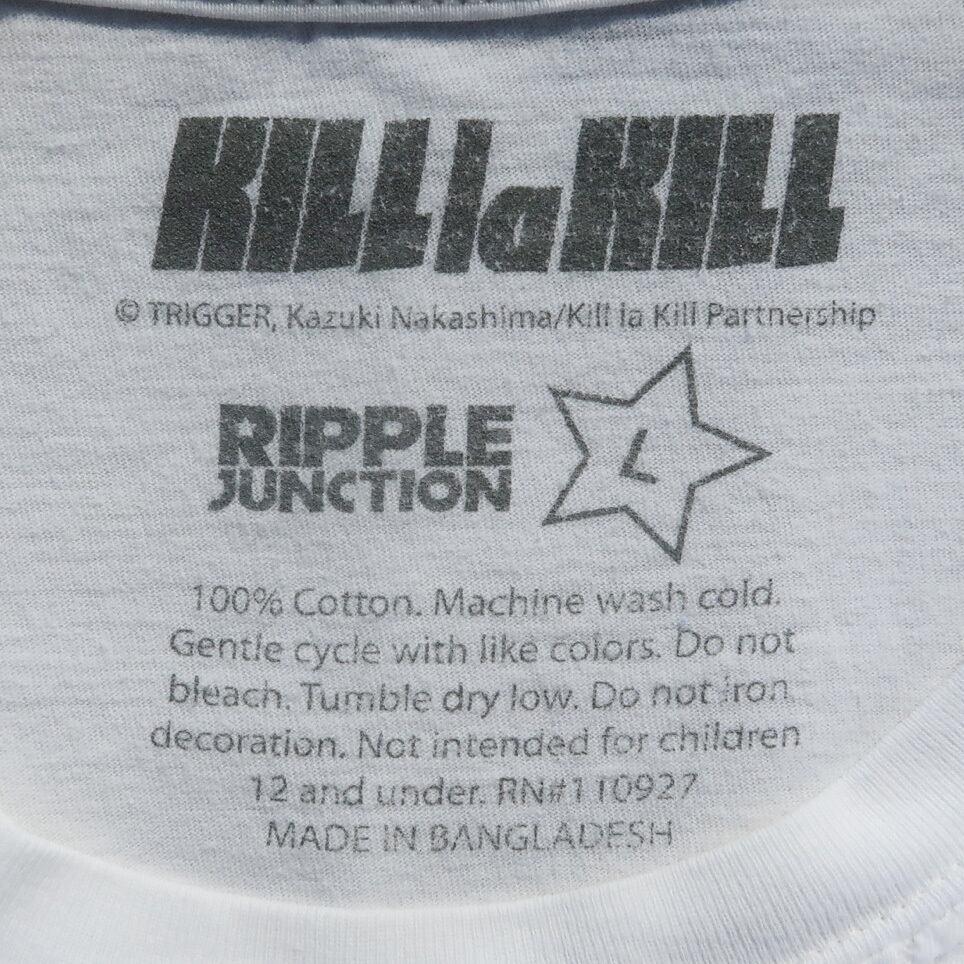 KILL la KILL
© TRIGGER, Kazuki Nakashima/Kill la Kill Partnership
RIPPLE
JUNCTION
L
100% Cotton. Machine wash cold.
Gentle cycle with like colors. Do not
bleach. Tumble dry low. Do not iron
decoration. Not intended for children
12 and under. RN#110927
MADE IN BANGLADESH